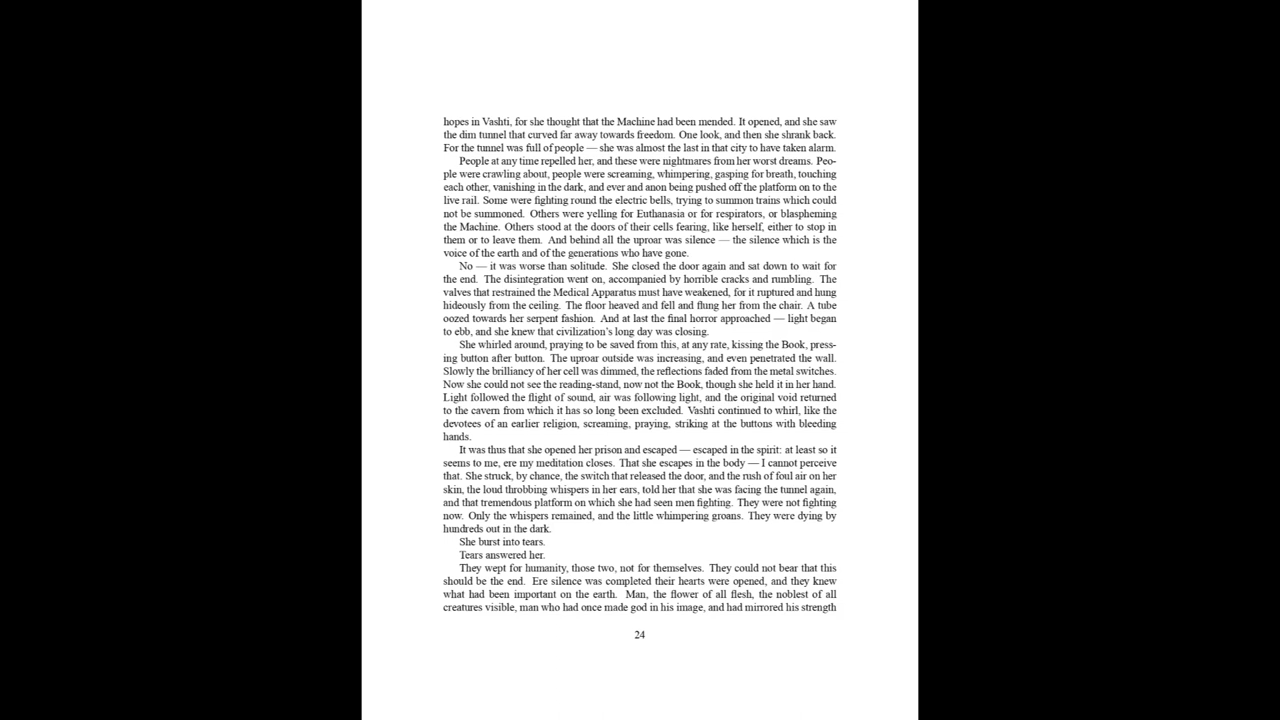 hopes in Vashti, for she thought that the Machine had been mended. It opened, and she saw
the dim tunnel that curved far away towards freedom. One look, and then she shrank back.
For the tunnel was full of people — she was almost the last in that city to have taken alarm.
People at any time repelled her, and these were nightmares from her worst dreams. Peo-
ple were crawling about, people were screaming, whimpering, gasping for breath, touching
each other, vanishing in the dark, and ever and anon being pushed off the platform on to the
live rail. Some were fighting round the electric bells, trying to summon trains which could
not be summoned. Others were yelling for Euthanasia or for respirators, or blaspheming
the Machine. Others stood at the doors of their cells fearing, like herself, either to stop in
them or to leave them. And behind all the uproar was silence — the silence which is the
voice of the earth and of the generations who have gone.
No — it was worse than solitude. She closed the door again and sat down to wait for
the end. The disintegration went on, accompanied by horrible cracks and rumbling. The
valves that restrained the Medical Apparatus must have weakened, for it ruptured and hung
hideously from the ceiling. The floor heaved and fell and flung her from the chair. A tube
oozed towards her serpent fashion. And at last the final horror approached — light began
to ebb, and she knew that civilization's long day was closing.
She whirled around, praying to be saved from this, at any rate, kissing the Book, press-
ing button after button. The uproar outside was increasing, and even penetrated the wall.
Slowly the brilliancy of her cell was dimmed, the reflections faded from the metal switches.
Now she could not see the reading-stand, now not the Book, though she held it in her hand.
Light followed the flight of sound, air was following light, and the original void returned
to the cavern from which it has so long been excluded. Vashti continued to whirl, like the
devotees of an earlier religion, screaming, praying, striking at the buttons with bleeding
hands.
It was thus that she opened her prison and escaped — escaped in the spirit: at least so it
seems to me, ere my meditation closes. That she escapes in the body — I cannot perceive
that. She struck, by chance, the switch that released the door, and the rush of foul air on her
skin, the loud throbbing whispers in her ears, told her that she was facing the tunnel again,
and that tremendous platform on which she had seen men fighting. They were not fighting
now. Only the whispers remained, and the little whimpering groans. They were dying by
hundreds out in the dark.
She burst into tears.
Tears answered her.
They wept for humanity, those two, not for themselves. They could not bear that this
should be the end. Ere silence was completed their hearts were opened, and they knew
what had been important on the earth. Man, the flower of all flesh, the noblest of all
creatures visible, man who had once made god in his image, and had mirrored his strength
24